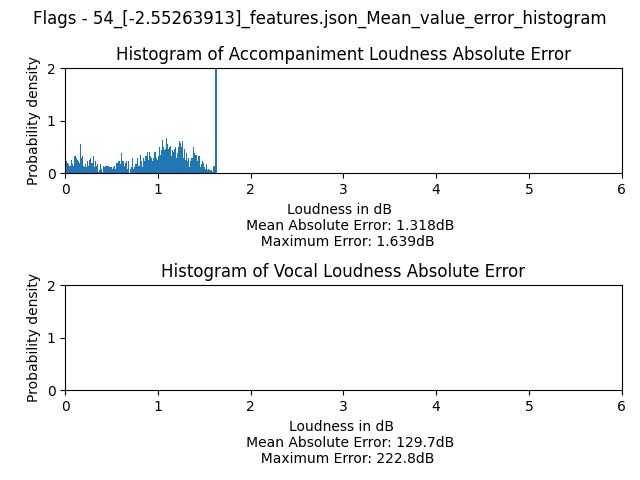 Flags - 54_[-2.55263913]_features.json_Mean_value_error_histogram
Histogram of Accompaniment Loudness Absolute Error
Probability density
2
1
0
0 1 2 3 4 5 6
Loudness in dB
Mean Absolute Error: 1.318dB
Maximum Error: 1.639dB
Histogram of Vocal Loudness Absolute Error
Probability density
2
1
0
0 1 2 3 4 5 6
Loudness in dB
Mean Absolute Error: 129.7dB
Maximum Error: 222.8dB